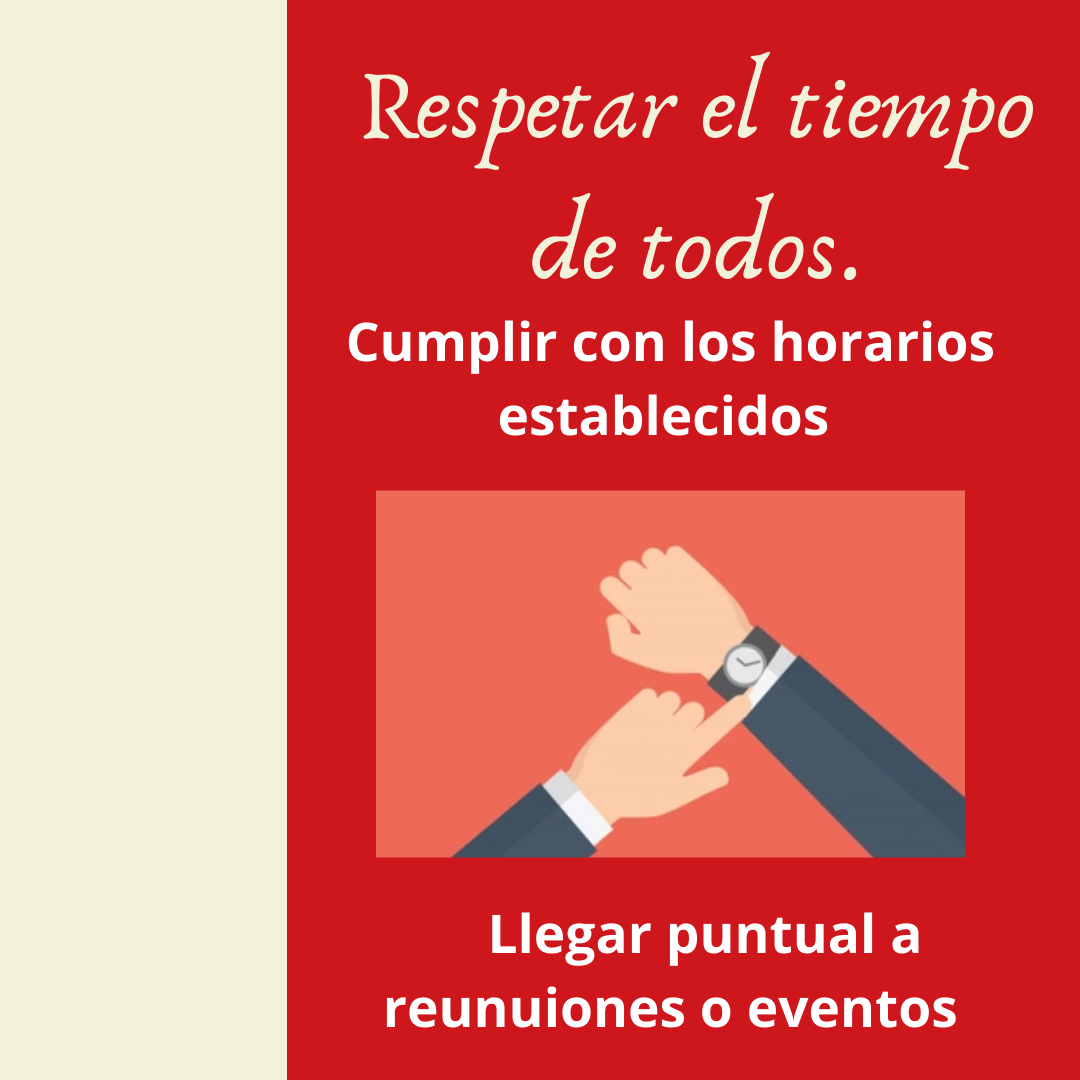 Respetar el tiempo
de todos.
Cumplir con los horarios
establecidos
Llegar puntual a
reunuiones o eventos